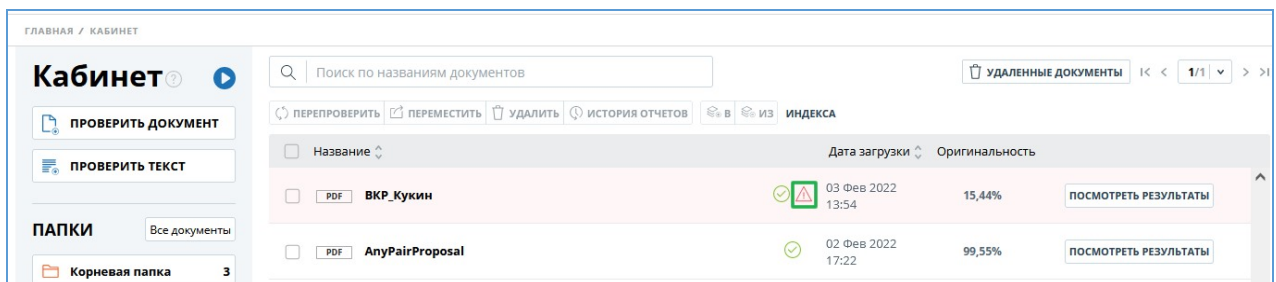 ГЛАВНАЯ / КАБИНЕТ
Кабинет ?
ПРОВЕРИТЬ ДОКУМЕНТ
ПРОВЕРИТЬ ТЕКСТ
ПАПКИ Все документы
Корневая папка 3
Поиск по названиям документов
УДАЛЕННЫЕ ДОКУМЕНТЫ 1/1
ПЕРЕПРОВЕРИТЬ ПЕРЕМЕСТИТЬ УДАЛИТЬ ИСТОРИЯ ОТЧЕТОВ В ИЗ ИНДЕКСА
Название Дата загрузки Оригинальность
PDF ВКР_Кукин 03 Фев 2022 15,44% ПОСМОТРЕТЬ РЕЗУЛЬТАТЫ
13:54
PDF AnyPairProposal 02 Фев 2022 99,55% ПОСМОТРЕТЬ РЕЗУЛЬТАТЫ
17:22